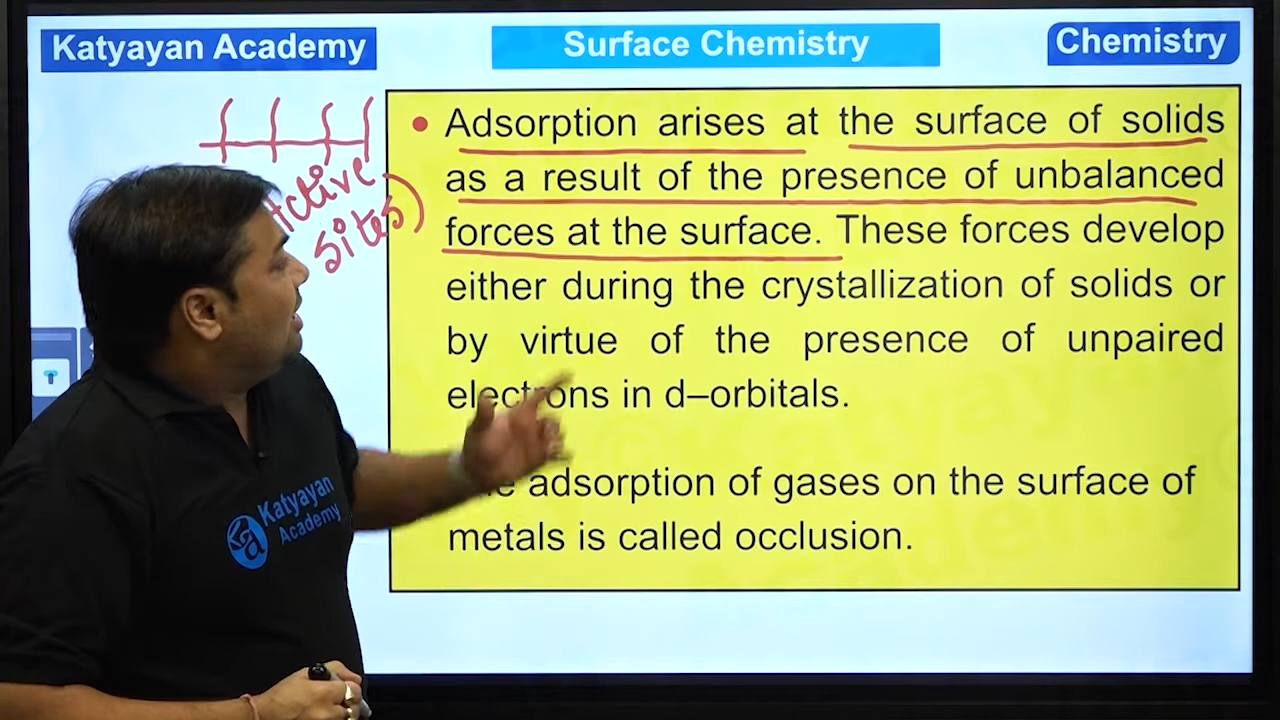 Katyayan Academy
Surface Chemistry
Chemistry
sites)
• Adsorption arises at the surface of solids
as a result of the presence of unbalanced
forces at the surface. These forces develop
either during the crystallization of solids or
by virtue of the presence of unpaired
electrons in d–orbitals.
adsorption of gases on the surface of
metals is called occlusion.
Katyayan
Academy